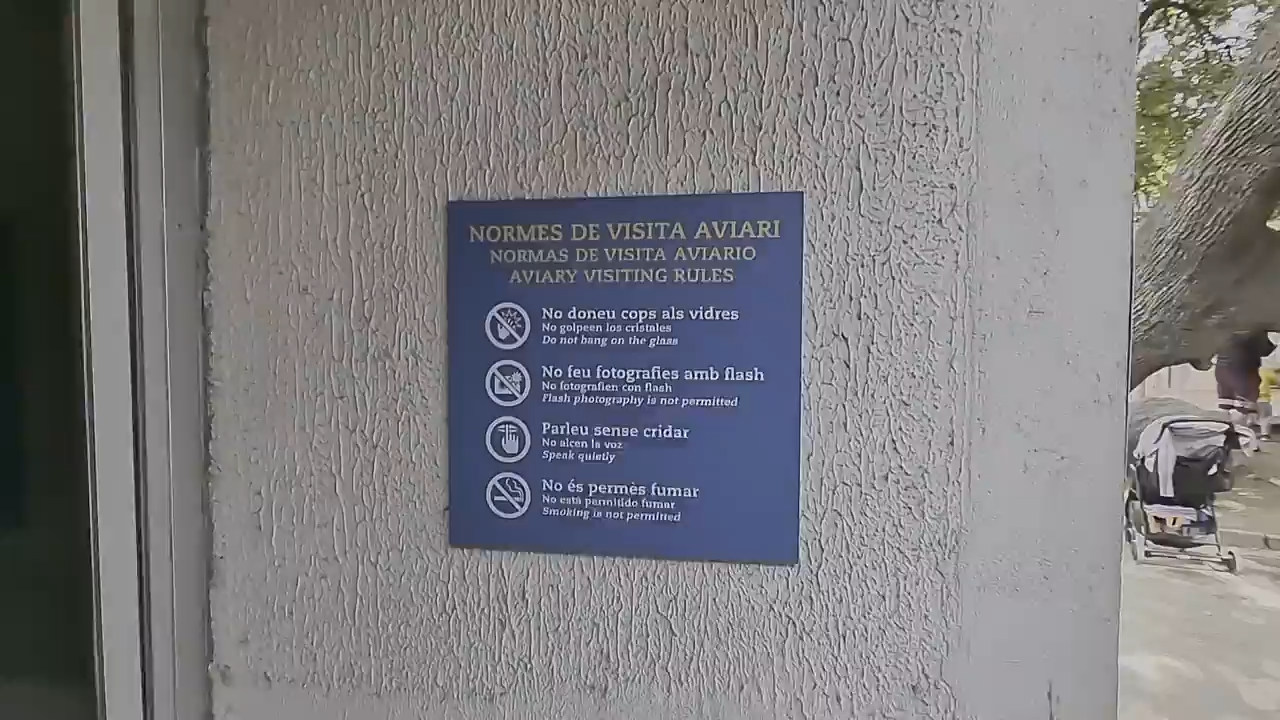 NORMES DE VISITA AVIARI
NORMAS DE VISITA AVIARIO
AVIARY VISITING RULES
No doneu cops als vidres
No golpeen los cristales
Do not bang on the glass
No feu fotografies amb flash
No fotografien con flash
Flash photography is not permitted
Parleu sense cridar
No alcen la voz
Speak quietly
No és permès fumar
No está permitido fumar
Smoking is not permitted